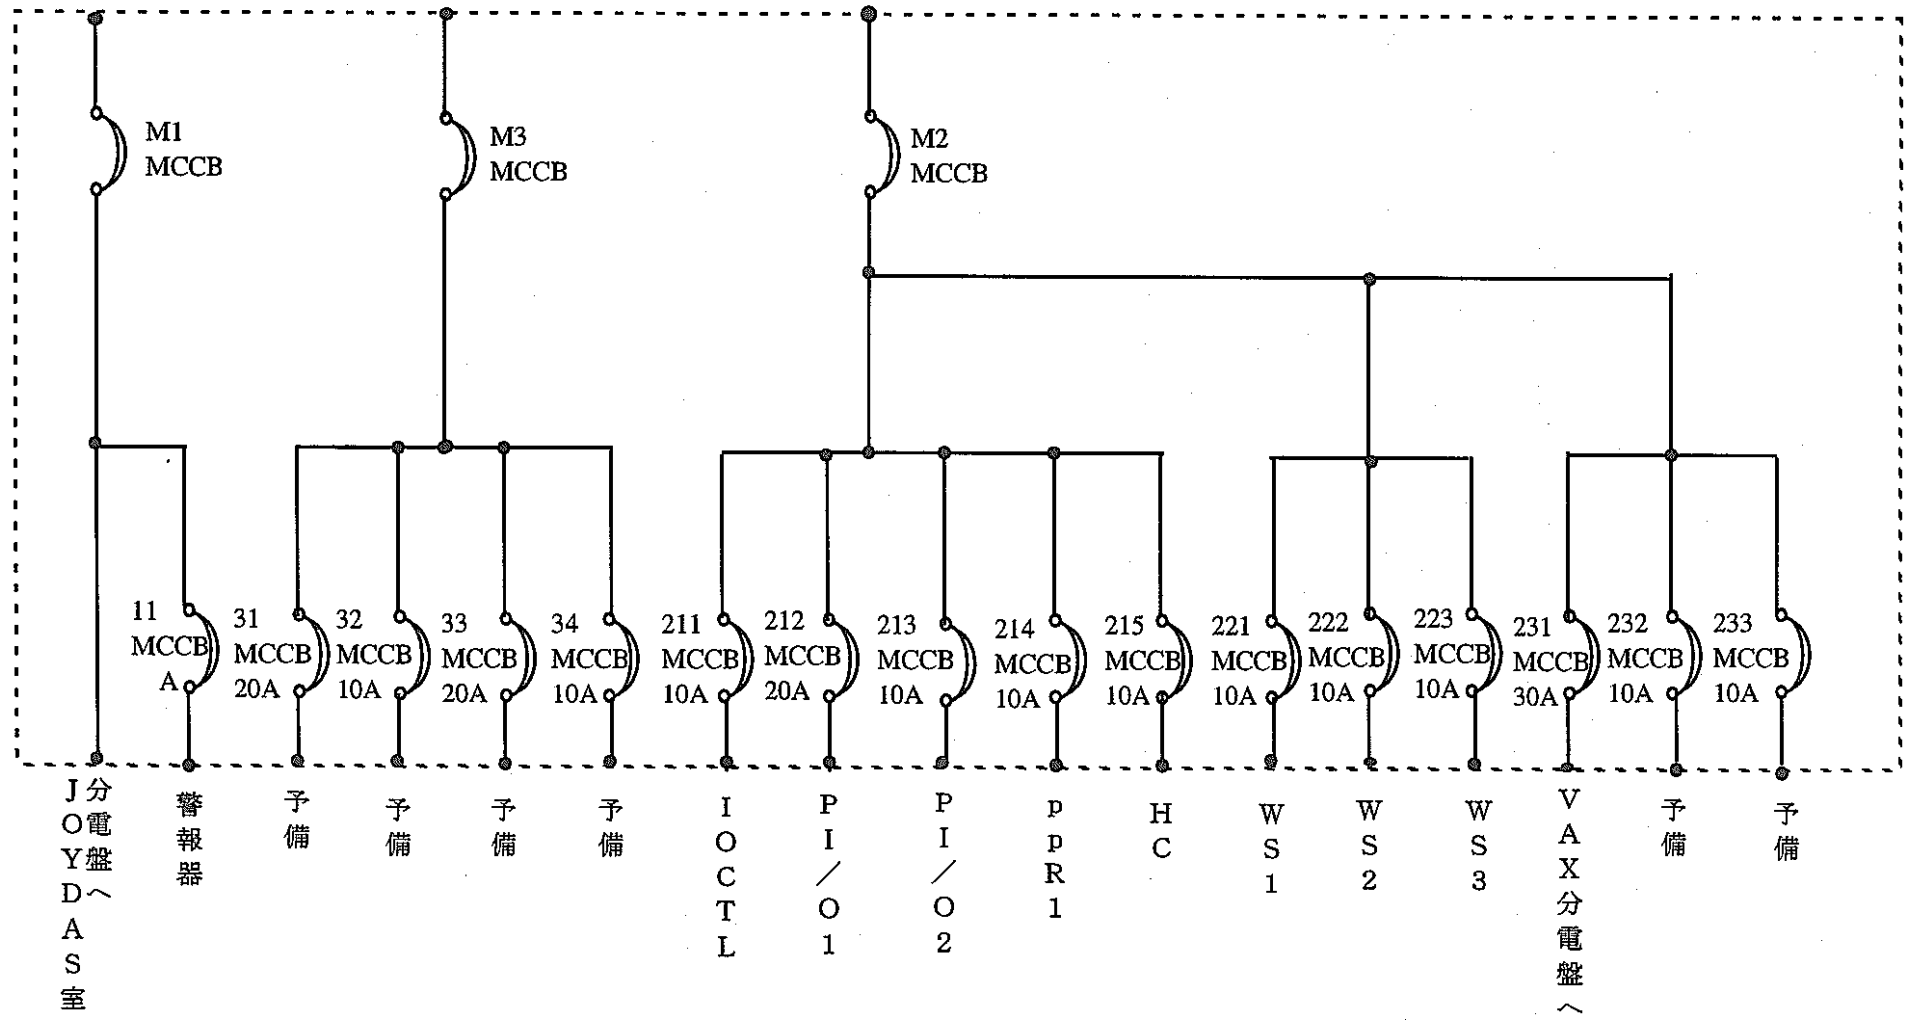 M1
MCCB
M3
MCCB
M2
MCCB
11
MCCB
A
31
MCCB
20A
32
MCCB
10A
33
MCCB
20A
34
MCCB
10A
211
MCCB
10A
212
MCCB
20A
213
MCCB
10A
214
MCCB
10A
215
MCCB
10A
221
MCCB
10A
222
MCCB
10A
223
MCCB
10A
231
MCCB
30A
232
MCCB
10A
233
MCCB
10A
JOYDAS室
分電盤へ
警報器
予備
予備
予備
予備
IOCTL
PI/O1
PI/O2
ppR1
HC
WS1
WS2
WS3
VAX分電盤へ
予備
予備